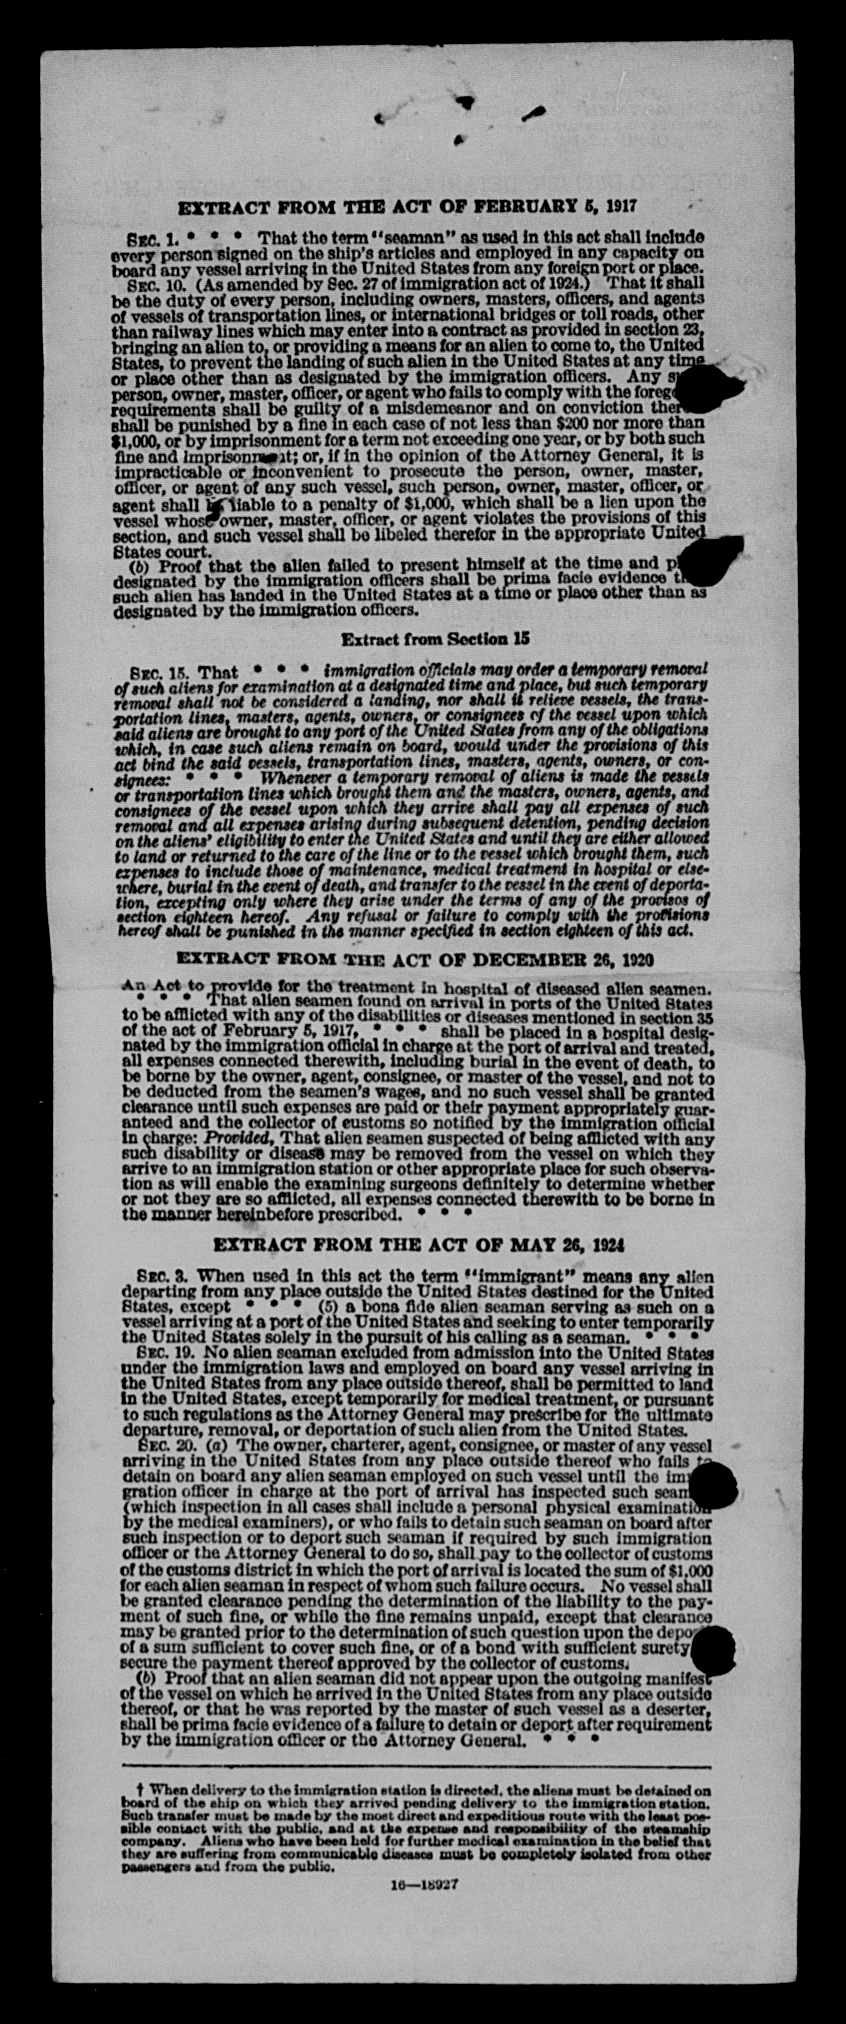 EXTRACT FROM THE ACT OF FEBRUARY 5, 1917
SEC. 1. * * * That the term "seaman" as used in this act shall include
every person signed on the ship's articles and employed in any capacity on
board any vessel arriving in the United States from any foreign port or place.
SEC. 10. (As amended by Sec. 27 of immigration act of 1924.) That it shall
be the duty of every person, including owners, masters, officers, and agents
of vessels of transportation lines, or international bridges or toll roads, other
than railway lines which may enter into a contract as provided in section 23,
bringing an alien to, or providing a means for an alien to come to, the United
States, to prevent the landing of such alien in the United States at any time
or place other than as designated by the immigration officers. Any
person, owner, master, officer, or agent who fails to comply with the
requirements shall be guilty of a misdemeanor and on conviction
shall be punished by a fine in each case of not less than $200 nor more than
$1,000, or by imprisonment for a term not exceeding one year, or by both such
fine and imprisonment; or, if in the opinion of the Attorney General, it is
impracticable or inconvenient to prosecute the person, owner, master,
officer, or agent of any such vessel, such person, owner, master, officer, or
agent shall liable to a penalty of $1,000, which shall be a lien upon the
vessel whose owner, master, officer, or agent violates the provisions of this
section, and such vessel shall be libeled therefor in the appropriate United
States court.
(b) Proof that the alien failed to present himself at the time and
designated by the immigration officers shall be prima facie evidence
such alien has landed in the United States at a time or place other than as
designated by the immigration officers.
Extract from Section 15
SEC. 15. That * * * immigration officials may order a temporary removal
of such aliens for examination at a designated time and place, but such temporary
removal shall not be considered a landing, nor shall it relieve vessels, the trans-
portation lines, masters, agents, owners, or consignees of the vessel upon which
said aliens are brought to any port of the United States from any of the obligations
which, in case such aliens remain on board, would under the provisions of this
act bind the said vessels, transportation lines, masters, agents, owners, or con-
signees: * * * Whenever a temporary removal of aliens is made the vessels
or transportation lines which brought them and the masters, owners, agents, and
consignees of the vessel upon which they arrive shall pay all expenses of such
removal and all expenses arising during subsequent detention, pending decision
on the aliens' eligibility to enter the United States and until they are either allowed
to land or returned to the care of the line or to the vessel which brought them, such
expenses to include those of maintenance, medical treatment in hospital or else-
where, burial in the event of death, and transfer to the vessel in the event of deporta-
tion, excepting only where they arise under the terms of any of the provisos of
section eighteen hereof. Any refusal or failure to comply with the provisions
hereof shall be punished in the manner specified in section eighteen of this act.
EXTRACT FROM THE ACT OF DECEMBER 26, 1920
An Act to provide for the treatment in hospital of diseased alien seamen.
* * * That alien seamen found on arrival in ports of the United States
to be afflicted with any of the disabilities or diseases mentioned in section 35
of the act of February 5, 1917, * * * shall be placed in a hospital desig-
nated by the immigration official in charge at the port of arrival and treated,
all expenses connected therewith, including burial in the event of death, to
be borne by the owner, agent, consignee, or master of the vessel, and not to
be deducted from the seamen's wages, and no such vessel shall be granted
clearance until such expenses are paid or their payment appropriately guar-
anteed and the collector of customs so notified by the immigration official
in charge: Provided, That alien seamen suspected of being afflicted with any
such disability or disease may be removed from the vessel on which they
arrive to an immigration station or other appropriate place for such observa-
tion as will enable the examining surgeons definitely to determine whether
or not they are so afflicted, all expenses connected therewith to be borne in
the manner hereinbefore prescribed. * * *
EXTRACT FROM THE ACT OF MAY 26, 1924
SEC. 3. When used in this act the term "immigrant" means any alien
departing from any place outside the United States destined for the United
States, except * * * (5) a bona fide alien seaman serving as such on a
vessel arriving at a port of the United States and seeking to enter temporarily
the United States solely in the pursuit of his calling as a seaman. * * *
SEC. 19. No alien seaman excluded from admission into the United States
under the immigration laws and employed on board any vessel arriving in
the United States from any place outside thereof, shall be permitted to land
in the United States, except temporarily for medical treatment, or pursuant
to such regulations as the Attorney General may prescribe for the ultimate
departure, removal, or deportation of such alien from the United States.
SEC. 20. (a) The owner, charterer, agent, consignee, or master of any vessel
arriving in the United States from any place outside thereof who fails to
detain on board any alien seaman employed on such vessel until the immi-
gration officer in charge at the port of arrival has inspected such seaman
(which inspection in all cases shall include a personal physical examination
by the medical examiners), or who fails to detain such seaman on board after
such inspection or to deport such seaman if required by such immigration
officer or the Attorney General to do so, shall pay to the collector of customs
of the customs district in which the port of arrival is located the sum of $1,000
for each alien seaman in respect of whom such failure occurs. No vessel shall
be granted clearance pending the determination of the liability to the pay-
ment of such fine, or while the fine remains unpaid, except that clearance
may be granted prior to the determination of such question upon the deposit
of a sum sufficient to cover such fine, or of a bond with sufficient surety
secure the payment thereof approved by the collector of customs.
(b) Proof that an alien seaman did not appear upon the outgoing manifest
of the vessel on which he arrived in the United States from any place outside
thereof, or that he was reported by the master of such vessel as a deserter,
shall be prima facie evidence of a failure to detain or deport after requirement
by the immigration officer or the Attorney General. * * *
† When delivery to the immigration station is directed, the aliens must be detained on
board of the ship on which they arrived pending delivery to the immigration station.
Such transfer must be made by the most direct and expeditious route with the least pos-
sible contact with the public, and at the expense and responsibility of the steamship
company. Aliens who have been held for further medical examination in the belief that
they are suffering from communicable diseases must be completely isolated from other
passengers and from the public.
16—18927